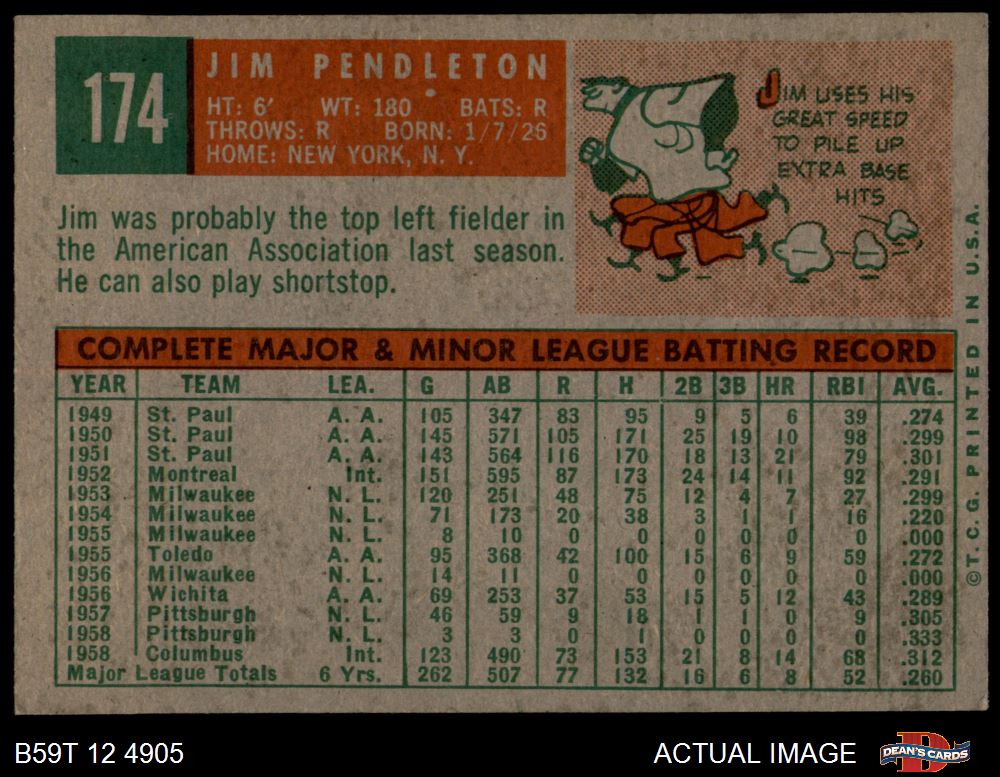 174
JIM PENDLETON
HT: 6' WT: 180 BATS: R
THROWS: R BORN: 1/7/26
HOME: NEW YORK, N. Y.
JIM USES HIS
GREAT SPEED
TO PILE UP
EXTRA BASE
HITS
Jim was probably the top left fielder in
the American Association last season.
He can also play shortstop.
COMPLETE MAJOR & MINOR LEAGUE BATTING RECORD
YEAR TEAM LEA. G AB R H 2B 3B HR RBI AVG.
1949 St. Paul A. A. 105 347 83 95 9 5 6 39 .274
1950 St. Paul A. A. 145 571 105 171 25 19 10 98 .299
1951 St. Paul A. A. 143 564 116 170 18 13 21 79 .301
1952 Montreal Int. 151 595 87 173 24 14 11 92 .291
1953 Milwaukee N. L. 120 251 48 75 12 4 7 27 .299
1954 Milwaukee N. L. 71 173 20 38 3 1 1 16 .220
1955 Milwaukee N. L. 8 10 0 0 0 0 0 0 .000
1955 Toledo A. A. 95 368 42 100 15 6 9 59 .272
1956 Milwaukee N. L. 14 11 0 0 0 0 0 0 .000
1956 Wichita A. A. 69 253 37 53 15 5 12 43 .289
1957 Pittsburgh N. L. 46 59 9 18 1 1 0 9 .305
1958 Pittsburgh N. L. 3 3 0 1 0 0 0 0 .333
1958 Columbus Int. 123 490 73 153 21 8 14 68 .312
Major League Totals 6 Yrs. 262 507 77 132 16 6 8 52 .260
©T. C. G. PRINTED IN U.S.A.
B59T 12 4905
ACTUAL IMAGE
DEAN'S CARDS